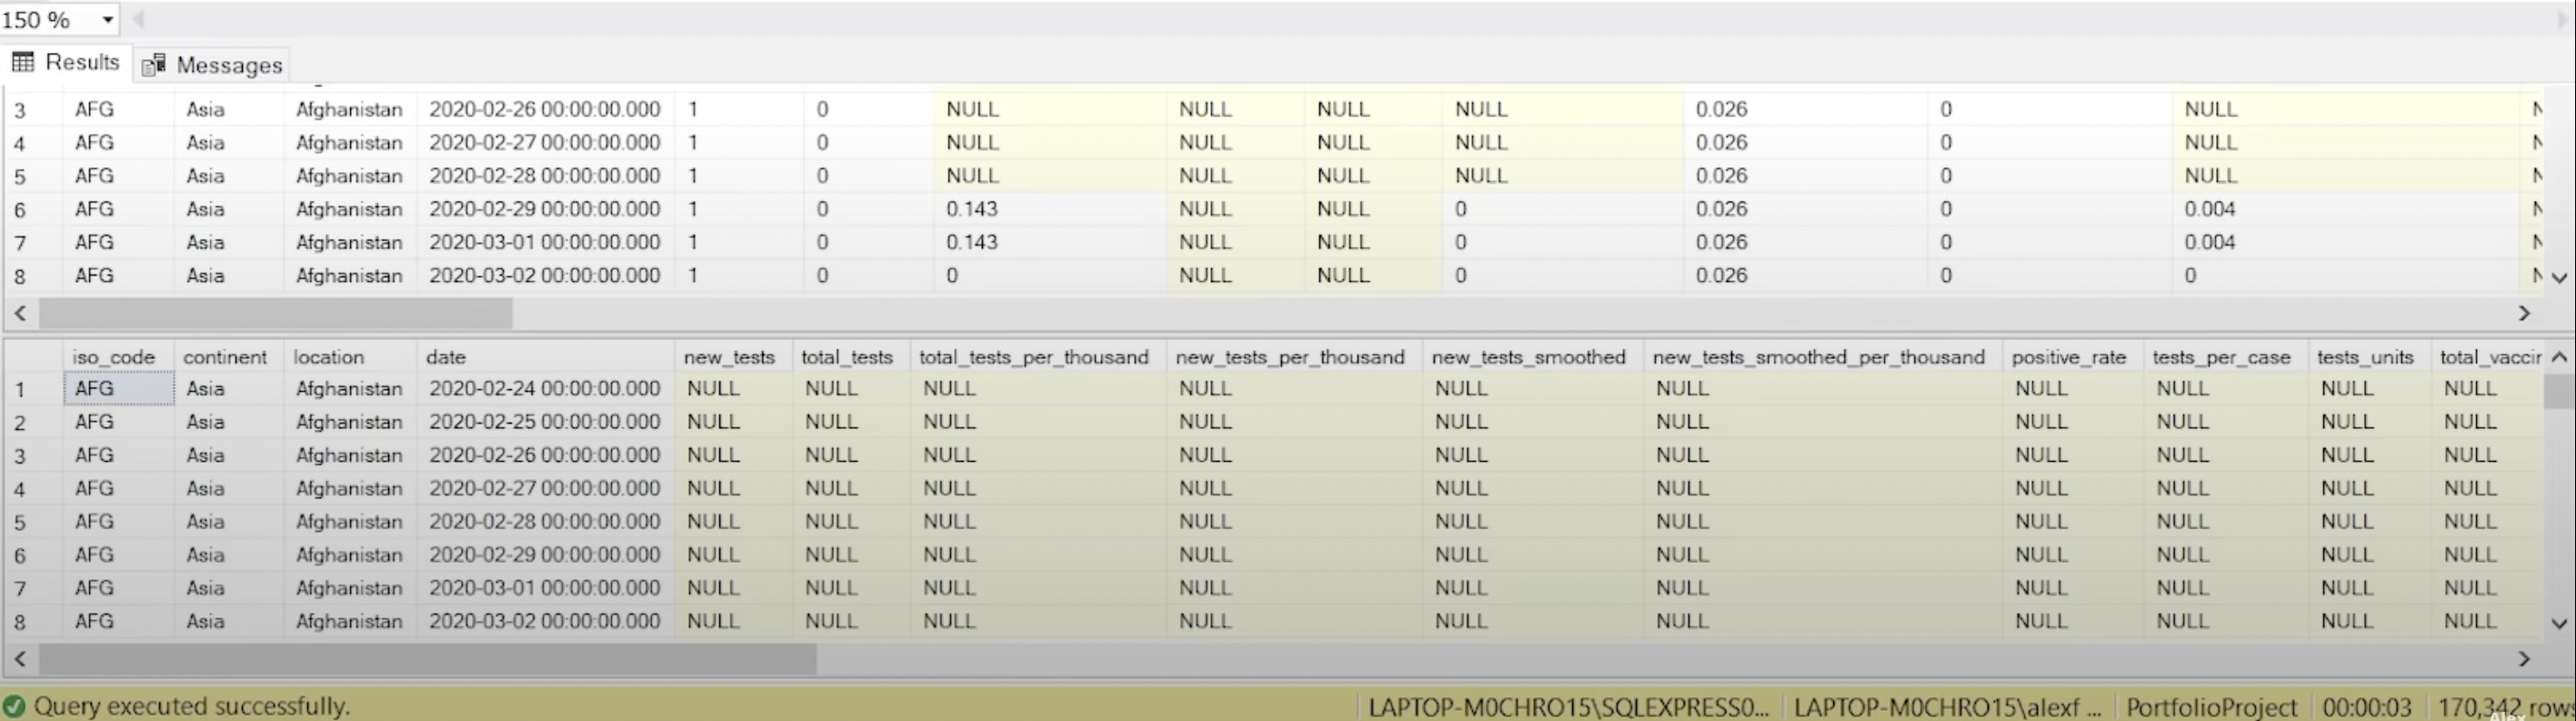 150 %
Results Messages
3 AFG Asia Afghanistan 2020-02-26 00:00:00.000 1 0 NULL NULL NULL NULL 0.026 0 NULL
4 AFG Asia Afghanistan 2020-02-27 00:00:00.000 1 0 NULL NULL NULL NULL 0.026 0 NULL
5 AFG Asia Afghanistan 2020-02-28 00:00:00.000 1 0 NULL NULL NULL NULL 0.026 0 NULL
6 AFG Asia Afghanistan 2020-02-29 00:00:00.000 1 0 0.143 NULL NULL 0 0.026 0 0.004
7 AFG Asia Afghanistan 2020-03-01 00:00:00.000 1 0 0.143 NULL NULL 0 0.026 0 0.004
8 AFG Asia Afghanistan 2020-03-02 00:00:00.000 1 0 0 NULL NULL 0 0.026 0 0
iso_code continent location date new_tests total_tests total_tests_per_thousand new_tests_per_thousand new_tests_smoothed new_tests_smoothed_per_thousand positive_rate tests_per_case tests_units total_vaccir
1 AFG Asia Afghanistan 2020-02-24 00:00:00.000 NULL NULL NULL NULL NULL NULL NULL NULL NULL NULL
2 AFG Asia Afghanistan 2020-02-25 00:00:00.000 NULL NULL NULL NULL NULL NULL NULL NULL NULL NULL
3 AFG Asia Afghanistan 2020-02-26 00:00:00.000 NULL NULL NULL NULL NULL NULL NULL NULL NULL NULL
4 AFG Asia Afghanistan 2020-02-27 00:00:00.000 NULL NULL NULL NULL NULL NULL NULL NULL NULL NULL
5 AFG Asia Afghanistan 2020-02-28 00:00:00.000 NULL NULL NULL NULL NULL NULL NULL NULL NULL NULL
6 AFG Asia Afghanistan 2020-02-29 00:00:00.000 NULL NULL NULL NULL NULL NULL NULL NULL NULL NULL
7 AFG Asia Afghanistan 2020-03-01 00:00:00.000 NULL NULL NULL NULL NULL NULL NULL NULL NULL NULL
8 AFG Asia Afghanistan 2020-03-02 00:00:00.000 NULL NULL NULL NULL NULL NULL NULL NULL NULL NULL
Query executed successfully. LAPTOP-M0CHRO15\SQLEXPRESS0... LAPTOP-M0CHRO15\alexf ... PortfolioProject 00:00:03 170,342 row